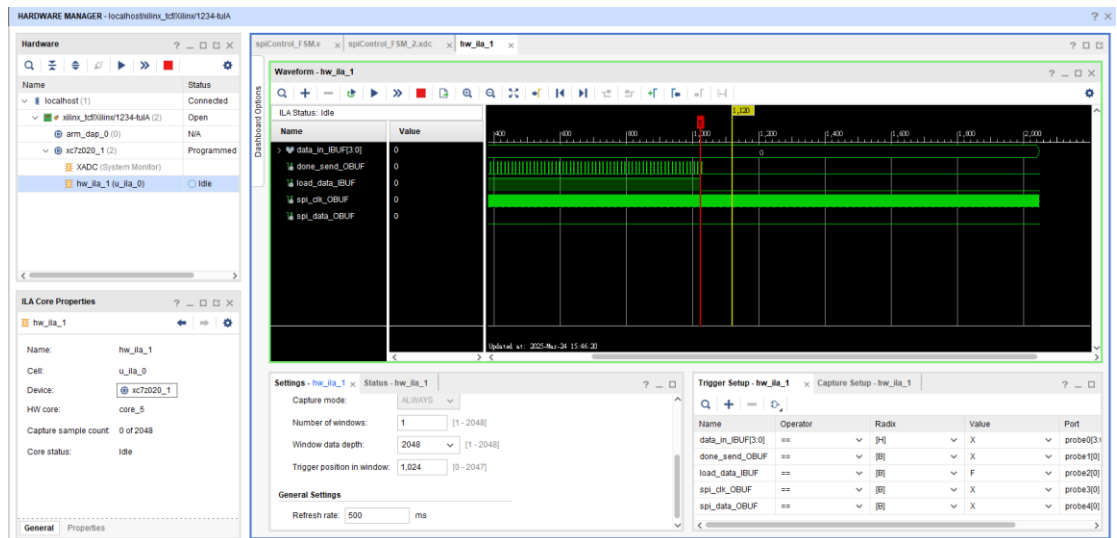 HARDWARE MANAGER - localhost/xilinx_tcf/Xilinx/1234-tulA
Hardware
Name Status
localhost (1) Connected
xilinx_tcf/Xilinx/1234-tulA (2) Open
arm_dap_0 (0) N/A
xc7z020_1 (2) Programmed
XADC (System Monitor)
hw_ila_1 (u_ila_0) Idle
ILA Core Properties
hw_ila_1
Name: hw_ila_1
Cell: u_ila_0
Device: xc7z020_1
HW core: core_5
Capture sample count: 0 of 2048
Core status: Idle
General Properties
spiControl_FSM.v spiControl_FSM_2.xdc hw_ila_1
Dashboard Options
Waveform - hw_ila_1
ILA Status: Idle
1,120
Name Value
400 600 800 1,000 1,200 1,400 1,600 1,800 2,000
data_in_IBUF[3:0] 0 0
done_send_OBUF 0
load_data_IBUF 0
spi_clk_OBUF 0
spi_data_OBUF 0
Updated at: 2025-Mar-24 15:46:20
Settings - hw_ila_1 Status - hw_ila_1
Capture mode: ALWAYS
Number of windows: 1 [1 - 2048]
Window data depth: 2048 [1 - 2048]
Trigger position in window: 1,024 [0 - 2047]
General Settings
Refresh rate: 500 ms
Trigger Setup - hw_ila_1 Capture Setup - hw_ila_1
Name Operator Radix Value Port
data_in_IBUF[3:0] == [H] X probe0[3:
done_send_OBUF == [B] X probe1[0]
load_data_IBUF == [B] F probe2[0]
spi_clk_OBUF == [B] X probe3[0]
spi_data_OBUF == [B] X probe4[0]